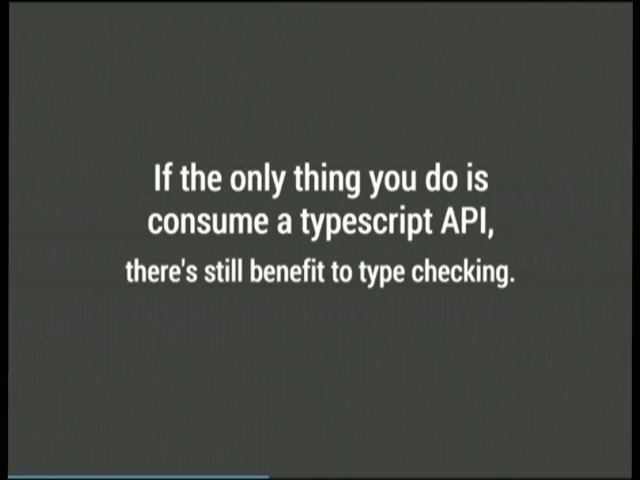 If the only thing you do is
consume a typescript API,
there's still benefit to type checking.